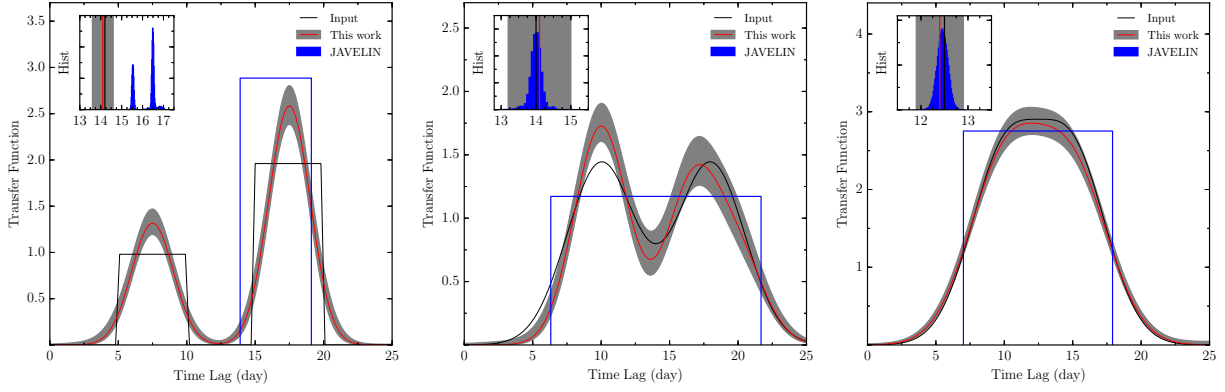 3.5
3.0
2.5
2.0
1.5
1.0
0.5
Transfer Function
0 5 10 15 20 25
Time Lag (day)
Hist
13 14 15 16 17
Input
This work
JAVELIN
2.5
2.0
1.5
1.0
0.5
Transfer Function
0 5 10 15 20 25
Time Lag (day)
Hist
13 14 15
Input
This work
JAVELIN
4
3
2
1
0
Transfer Function
0 5 10 15 20 25
Time Lag (day)
Hist
12 13
Input
This work
JAVELIN